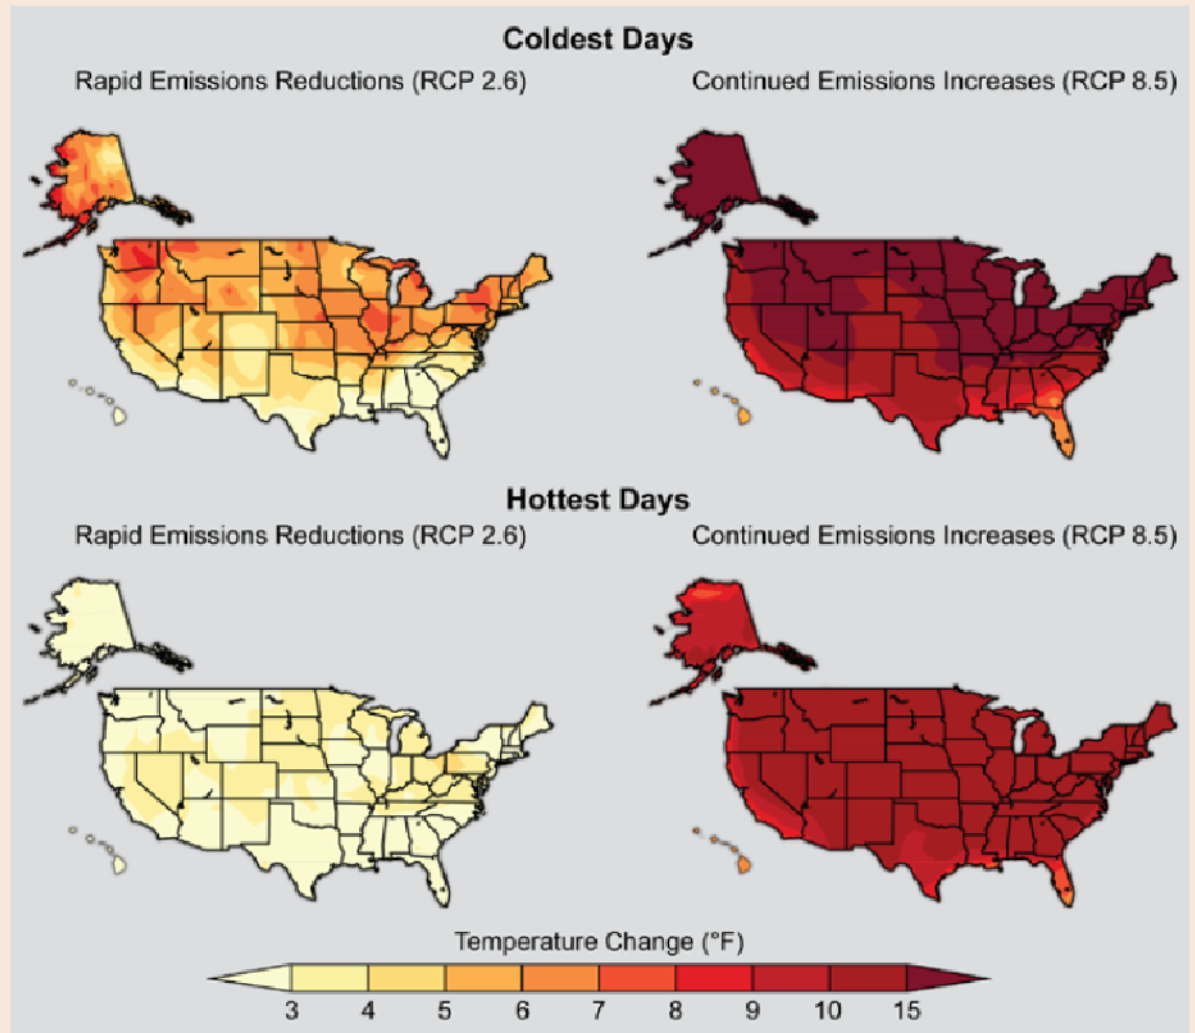 Coldest Days
Rapid Emissions Reductions (RCP 2.6)
Continued Emissions Increases (RCP 8.5)
Hottest Days
Rapid Emissions Reductions (RCP 2.6)
Continued Emissions Increases (RCP 8.5)
Temperature Change (°F)
3 4 5 6 7 8 9 10 15